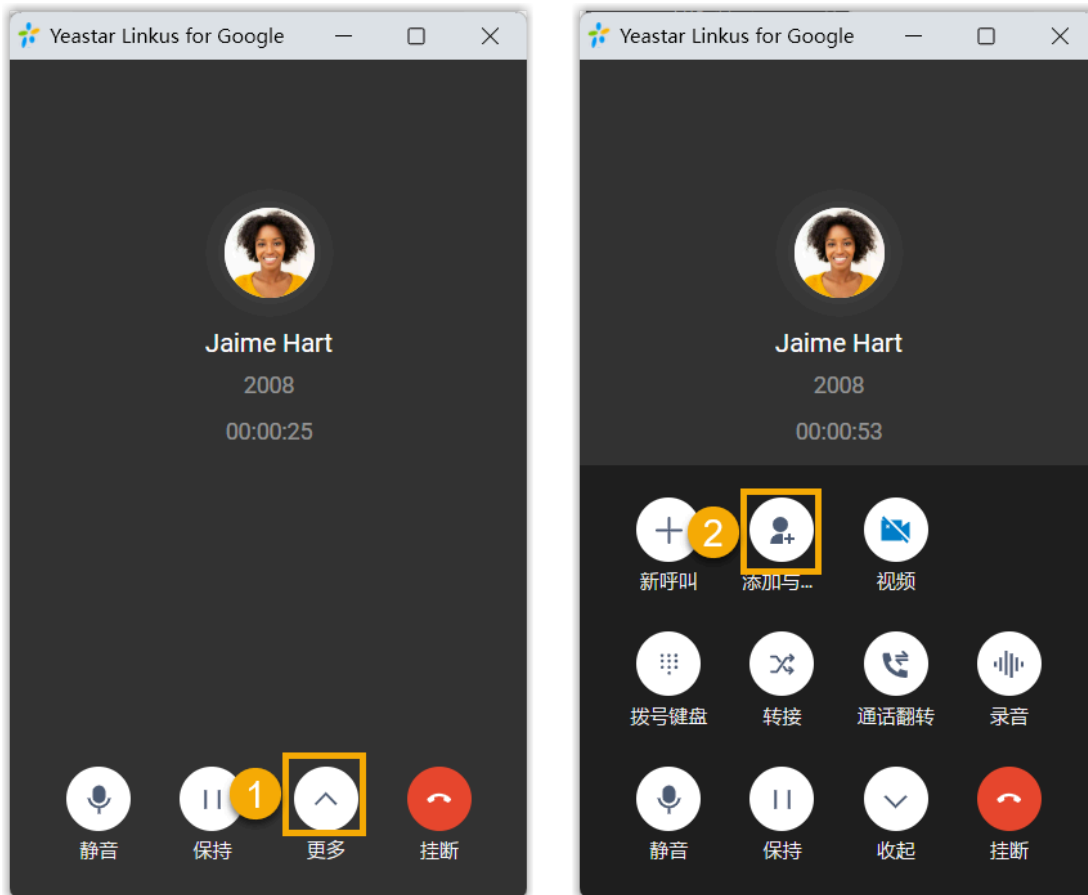 Yeastar Linkus for Google
Jaime Hart
2008
00:00:25
1
静音 保持 更多 挂断
Yeastar Linkus for Google
Jaime Hart
2008
00:00:53
2
新呼叫 添加与... 视频
拨号键盘 转接 通话翻转 录音
静音 保持 收起 挂断